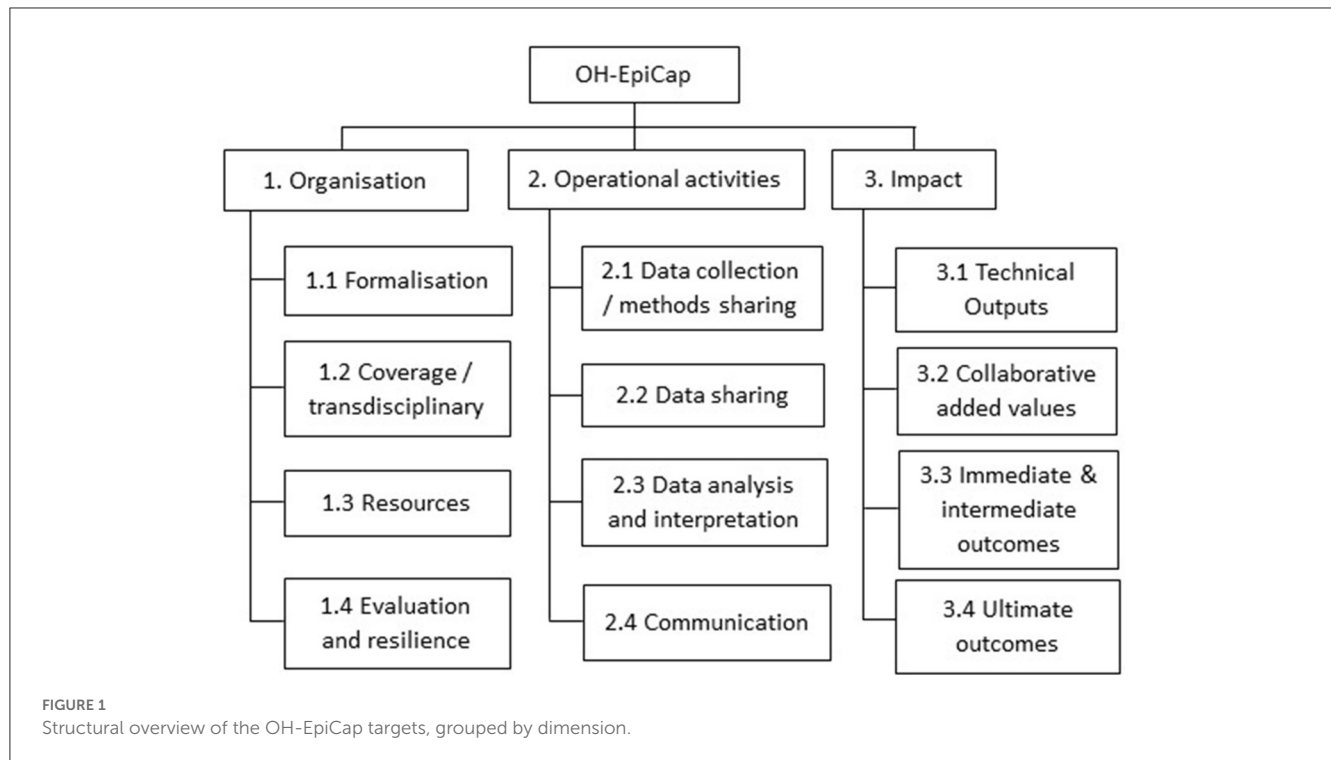 OH-EpiCap
1. Organisation
2. Operational activities
3. Impact
1.1 Formalisation
1.2 Coverage /
transdisciplinary
1.3 Resources
1.4 Evaluation
and resilience
2.1 Data collection
/ methods sharing
2.2 Data sharing
2.3 Data analysis
and interpretation
2.4 Communication
3.1 Technical
Outputs
3.2 Collaborative
added values
3.3 Immediate &
intermediate
outcomes
3.4 Ultimate
outcomes
FIGURE 1
Structural overview of the OH-EpiCap targets, grouped by dimension.